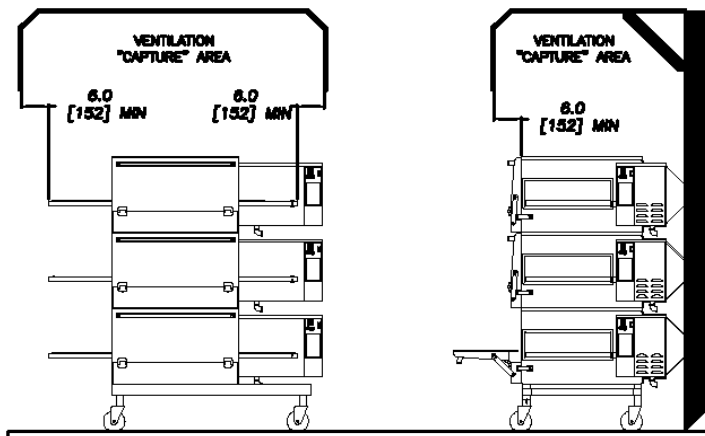 VENTILATION
"CAPTURE" AREA
6.0
[152] MIN
6.0
[152] MIN
VENTILATION
"CAPTURE" AREA
6.0
[152] MIN